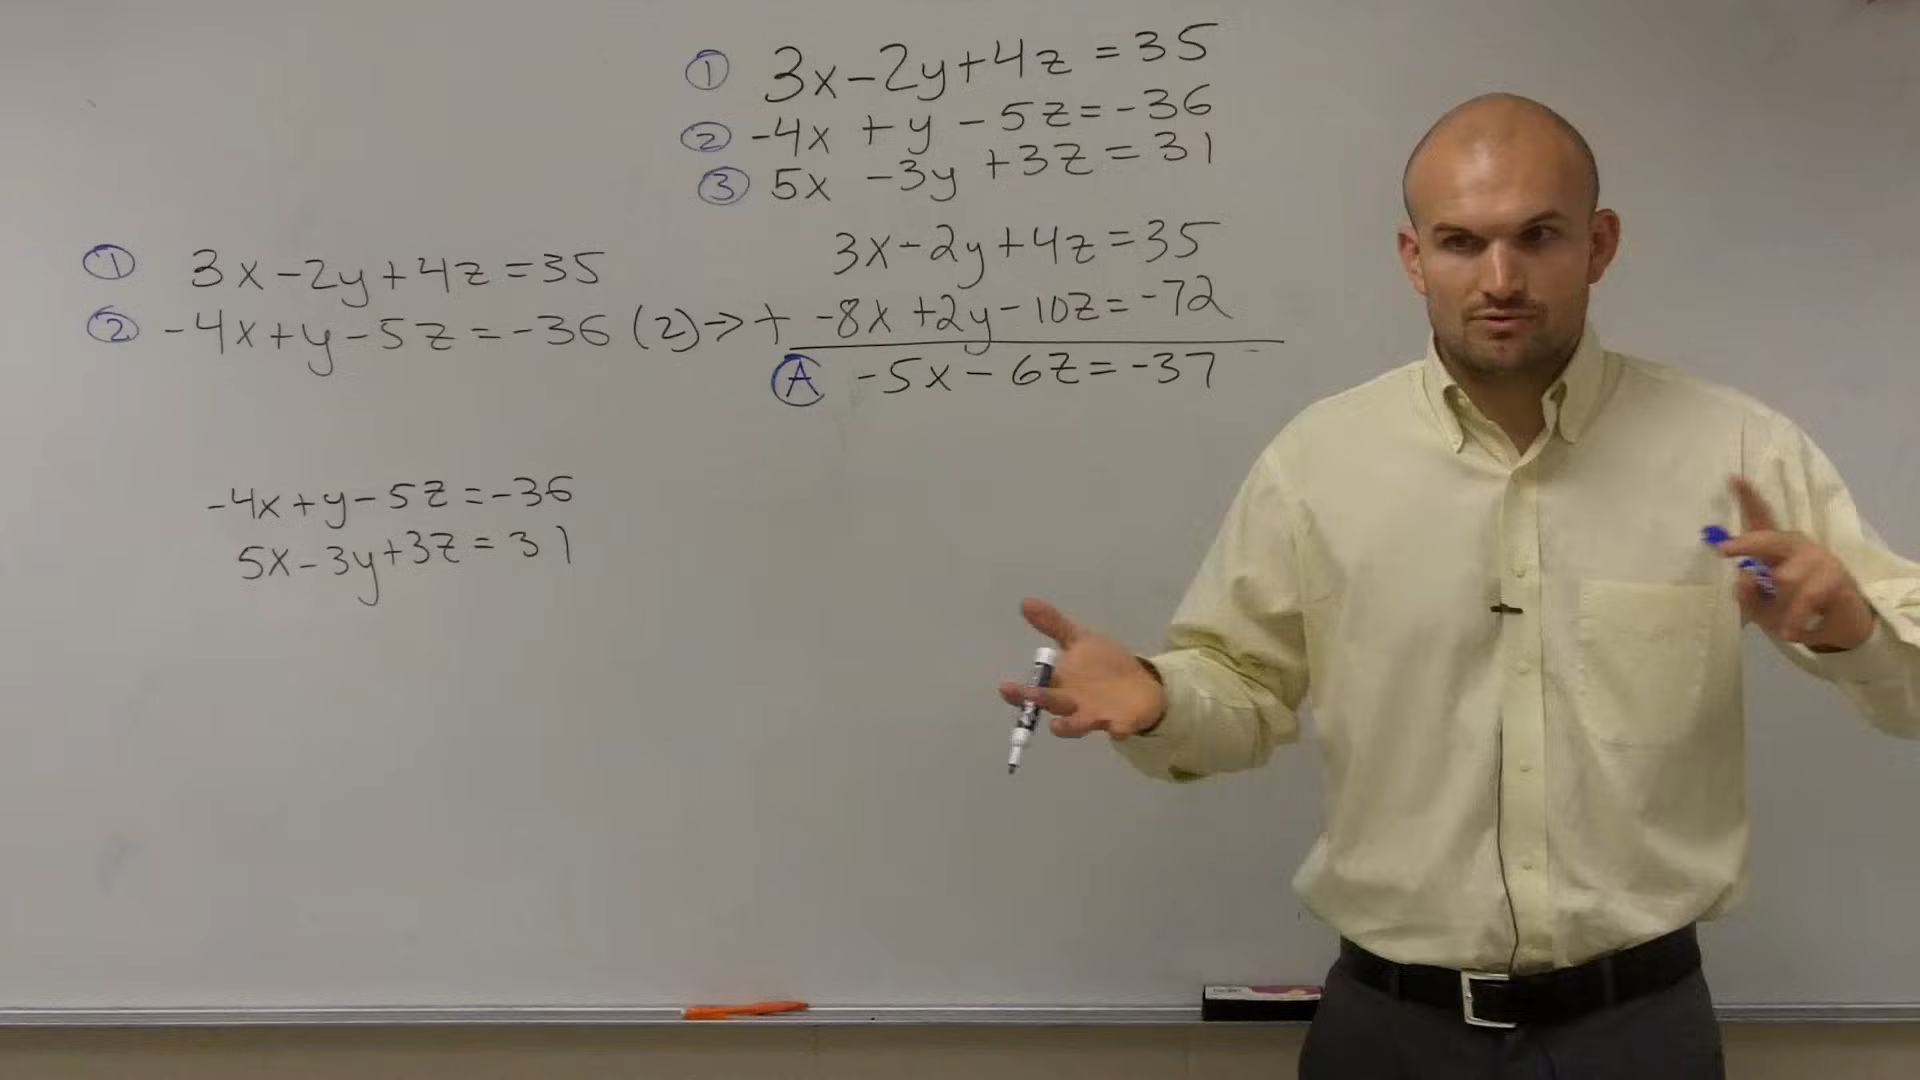 ① 3x-2y+4z=35
② -4x+y-5z=-36
③ 5x-3y+3z=31
① 3x-2y+4z=35
② -4x+y-5z=-36 (2)→
3x-2y+4z=35
+ -8x+2y-10z=-72
Ⓐ -5x-6z=-37
-4x+y-5z=-36
5x-3y+3z=31